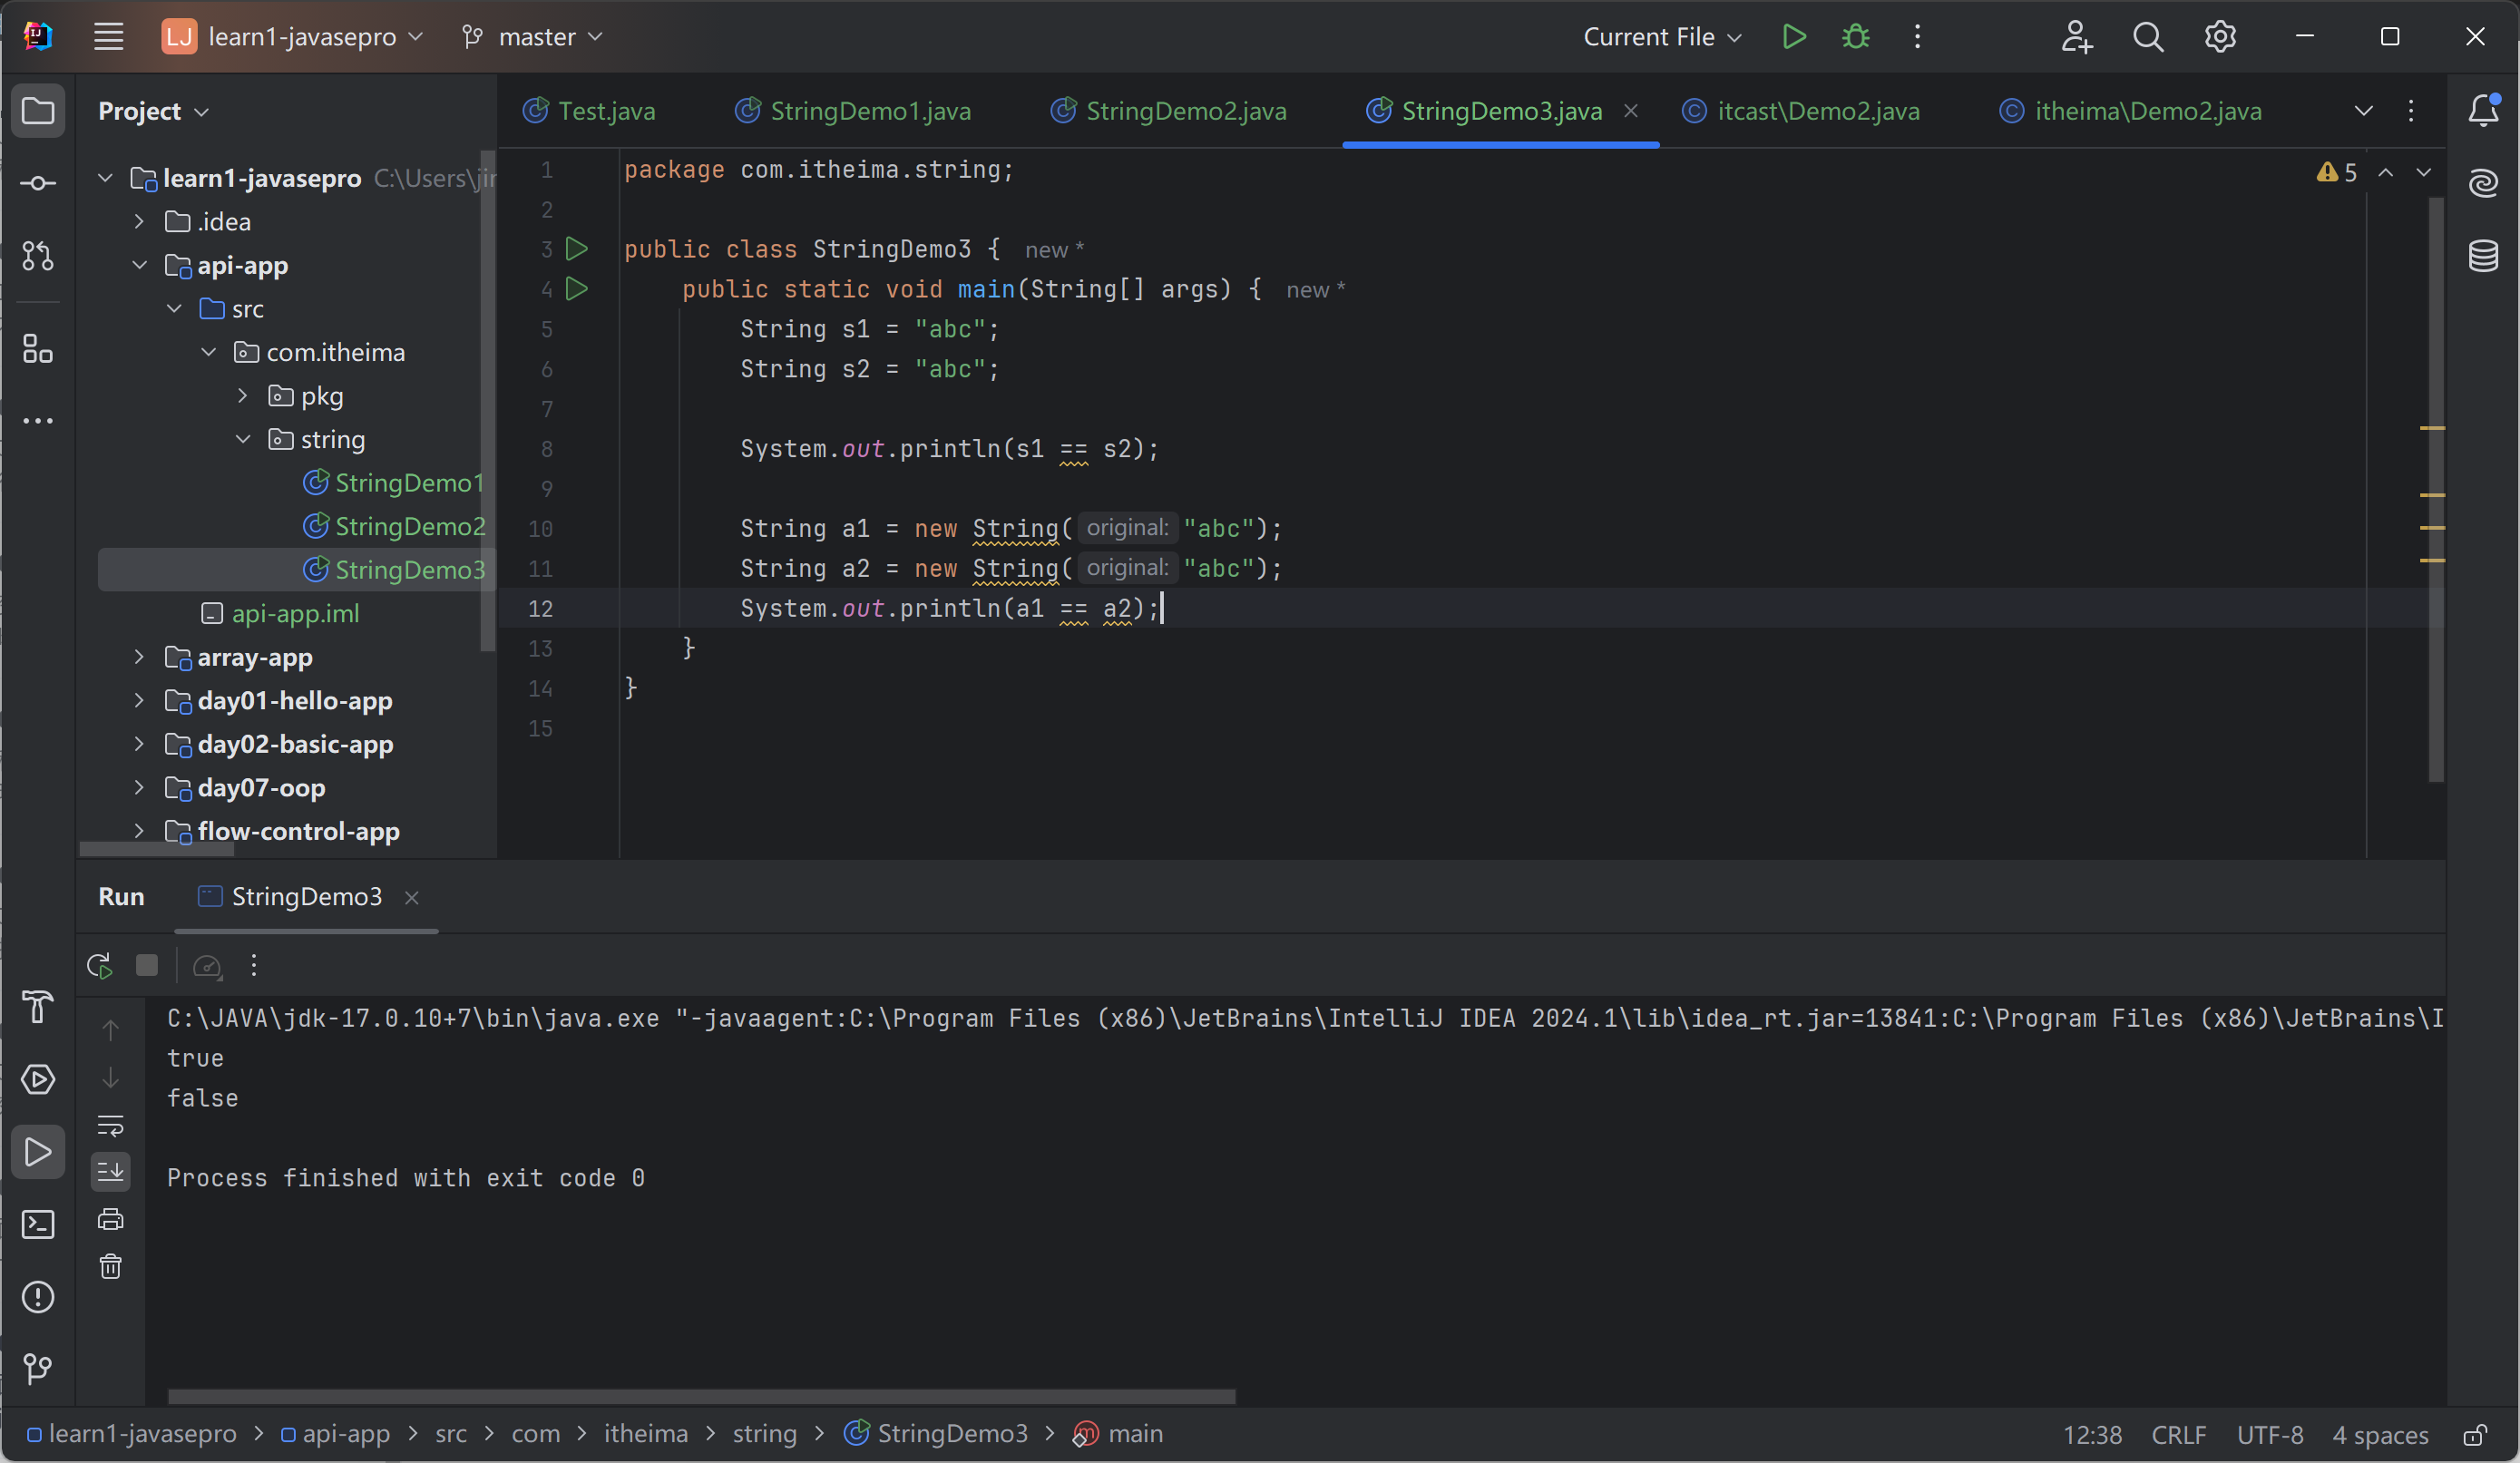 LJ learn1-javasepro master Current File
Project
Test.java StringDemo1.java StringDemo2.java StringDemo3.java itcast\Demo2.java itheima\Demo2.java
learn1-javasepro C:\Users\
.idea
api-app
src
com.itheima
pkg
string
StringDemo1
StringDemo2
StringDemo3
api-app.iml
array-app
day01-hello-app
day02-basic-app
day07-oop
flow-control-app
5
1 package com.itheima.string;
2
3 public class StringDemo3 { new *
4 public static void main(String[] args) { new *
5 String s1 = "abc";
6 String s2 = "abc";
7
8 System.out.println(s1 == s2);
9
10 String a1 = new String( original: "abc");
11 String a2 = new String( original: "abc");
12 System.out.println(a1 == a2);
13 }
14 }
15
Run StringDemo3
C:\JAVA\jdk-17.0.10+7\bin\java.exe "-javaagent:C:\Program Files (x86)\JetBrains\IntelliJ IDEA 2024.1\lib\idea_rt.jar=13841:C:\Program Files (x86)\JetBrains\I
true
false
Process finished with exit code 0
learn1-javasepro > api-app > src > com > itheima > string > StringDemo3 > main 12:38 CRLF UTF-8 4 spaces